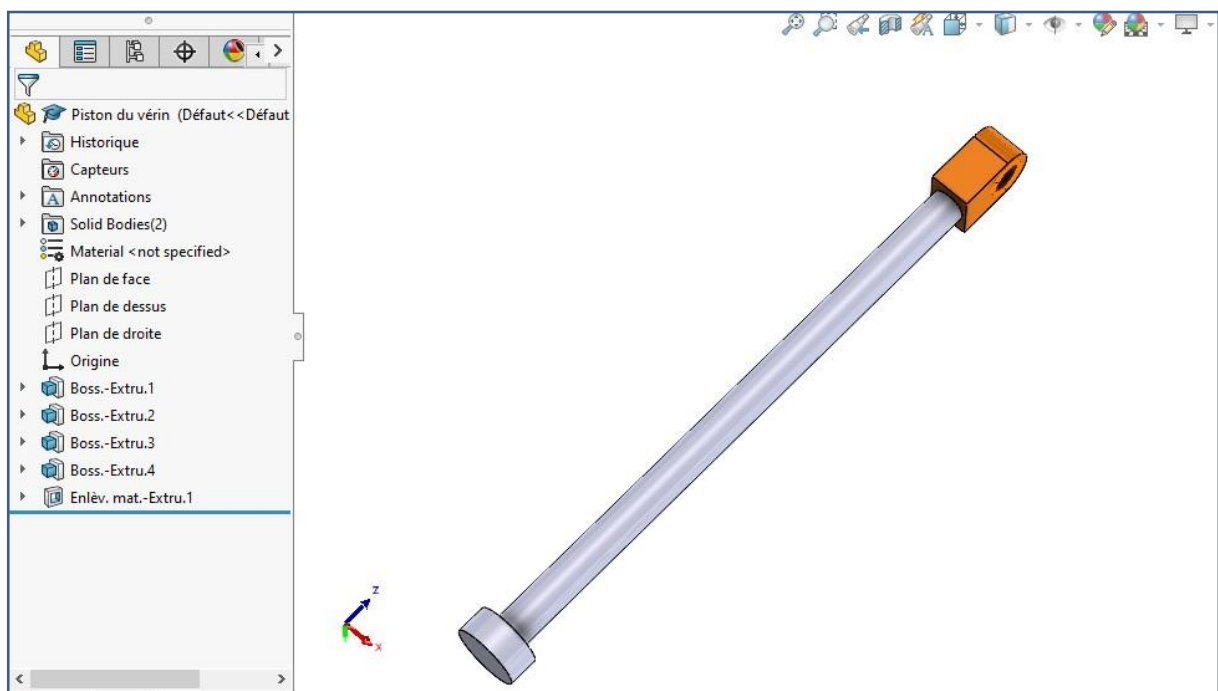 Piston du vérin (Défaut<<Défaut
Historique
Capteurs
Annotations
Solid Bodies(2)
Material <not specified>
Plan de face
Plan de dessus
Plan de droite
Origine
Boss.-Extru.1
Boss.-Extru.2
Boss.-Extru.3
Boss.-Extru.4
Enlèv. mat.-Extru.1
z
x